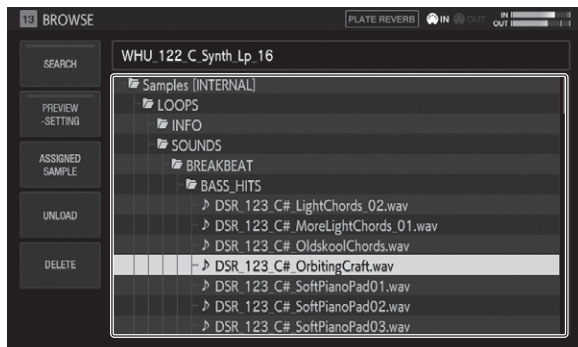 13 BROWSE
PLATE REVERB IN OUT
IN
OUT
SEARCH
PREVIEW
-SETTING
ASSIGNED
SAMPLE
UNLOAD
DELETE
WHU_122_C_Synth_Lp_16
Samples [INTERNAL]
LOOPS
INFO
SOUNDS
BREAKBEAT
BASS_HITS
DSR_123_C#_LightChords_02.wav
DSR_123_C#_MoreLightChords_01.wav
DSR_123_C#_OldskoolChords.wav
DSR_123_C#_OrbitingCraft.wav
DSR_123_C#_SoftPianoPad01.wav
DSR_123_C#_SoftPianoPad02.wav
DSR_123_C#_SoftPianoPad03.wav